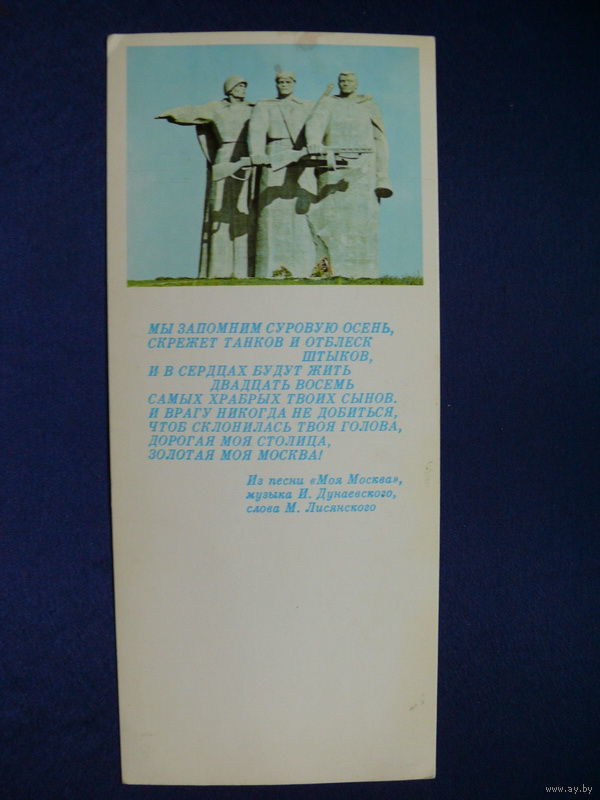 МЫ ЗАПОМНИМ СУРОВУЮ ОСЕНЬ,
СКРЕЖЕТ ТАНКОВ И ОТБЛЕСК
ШТЫКОВ,
И В СЕРДЦАХ БУДУТ ЖИТЬ
ДВАДЦАТЬ ВОСЕМЬ
САМЫХ ХРАБРЫХ ТВОИХ СЫНОВ.
И ВРАГУ НИКОГДА НЕ ДОБИТЬСЯ,
ЧТОБ СКЛОНИЛАСЬ ТВОЯ ГОЛОВА,
ДОРОГАЯ МОЯ СТОЛИЦА,
ЗОЛОТАЯ МОЯ МОСКВА!
Из песни «Моя Москва»,
музыка И. Дунаевского,
слова М. Лисянского
www.ay.by